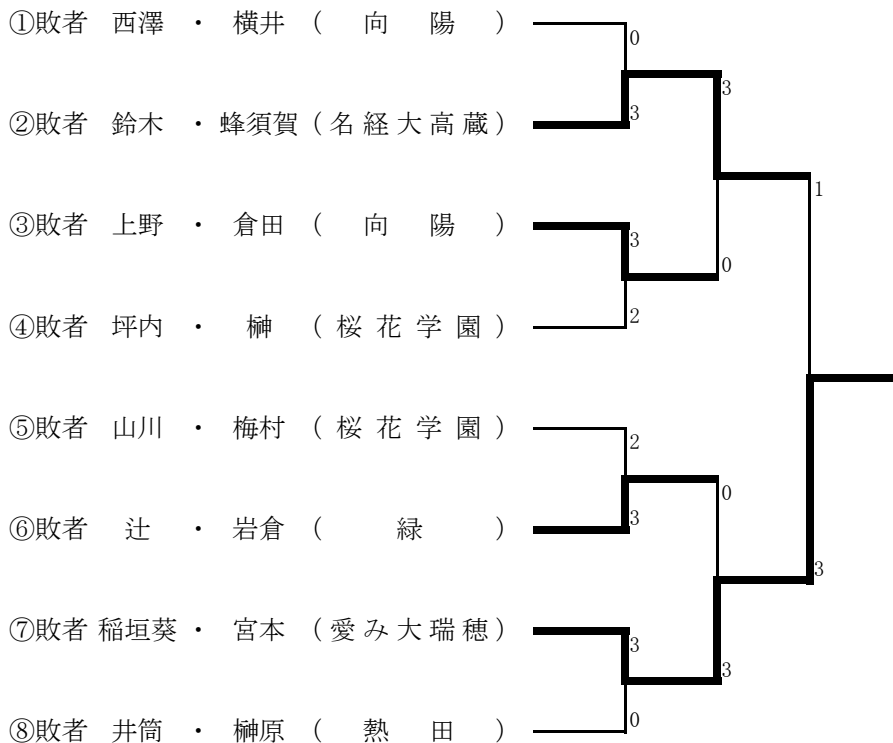 ①敗者 西澤 ・ 横井 ( 向 陽 )
0
3
3
②敗者 鈴木 ・ 蜂須賀 ( 名経大高蔵 )
1
③敗者 上野 ・ 倉田 ( 向 陽 )
3
0
2
④敗者 坪内 ・ 榊 ( 桜花学園 )
⑤敗者 山川 ・ 梅村 ( 桜花学園 )
2
0
3
⑥敗者 辻 ・ 岩倉 ( 緑 )
3
⑦敗者 稲垣葵 ・ 宮本 ( 愛み大瑞穂 )
3
3
0
⑧敗者 井筒 ・ 榊原 ( 熱 田 )